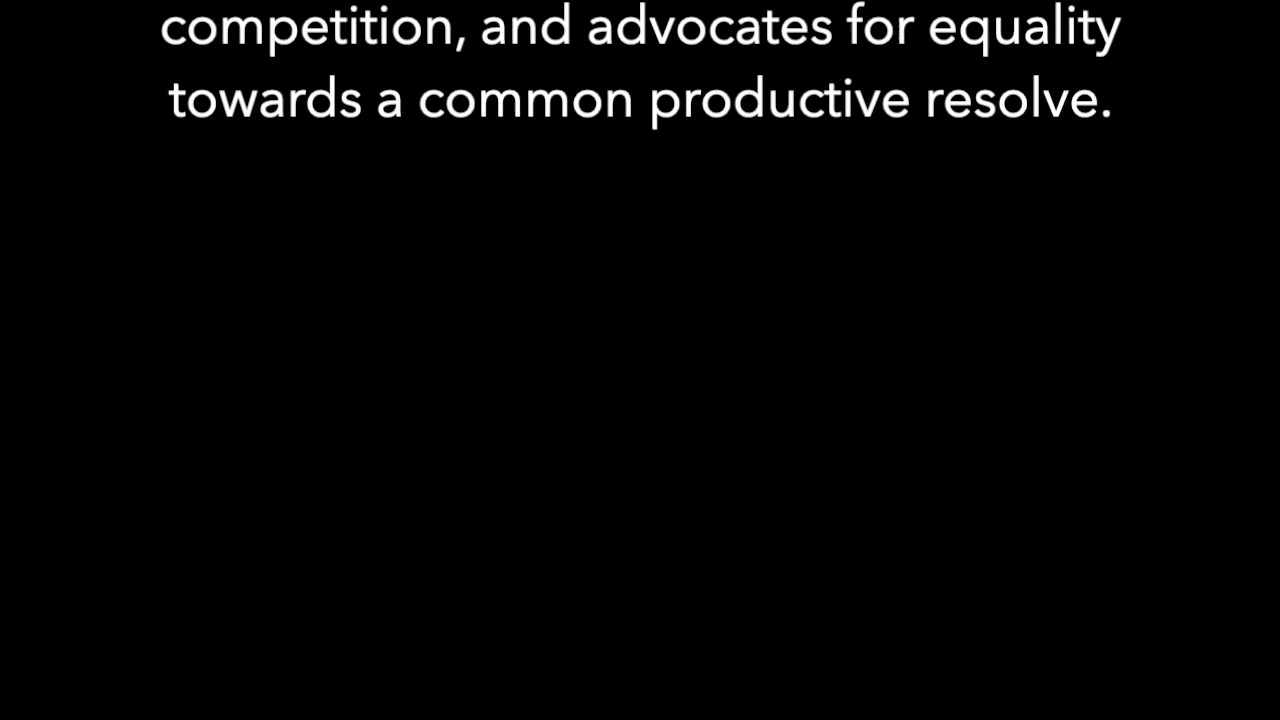 competition, and advocates for equality
towards a common productive resolve.